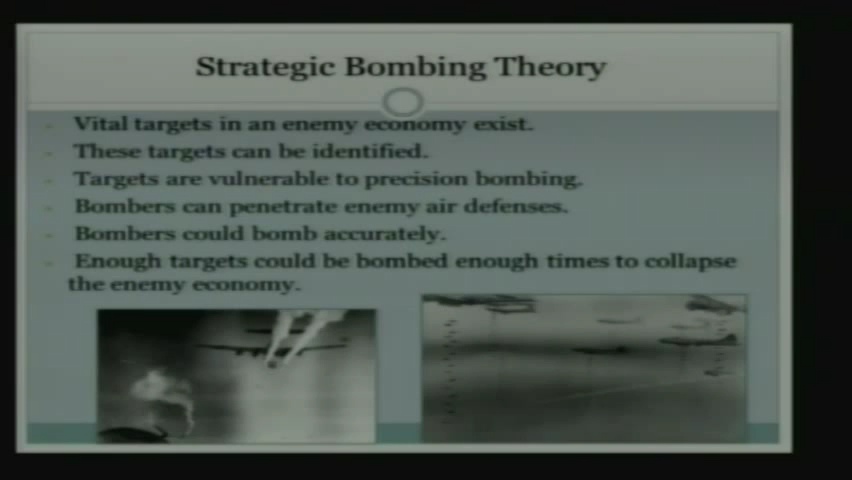 Strategic Bombing Theory
- Vital targets in an enemy economy exist.
- These targets can be identified.
- Targets are vulnerable to precision bombing.
- Bombers can penetrate enemy air defenses.
- Bombers could bomb accurately.
- Enough targets could be bombed enough times to collapse
the enemy economy.